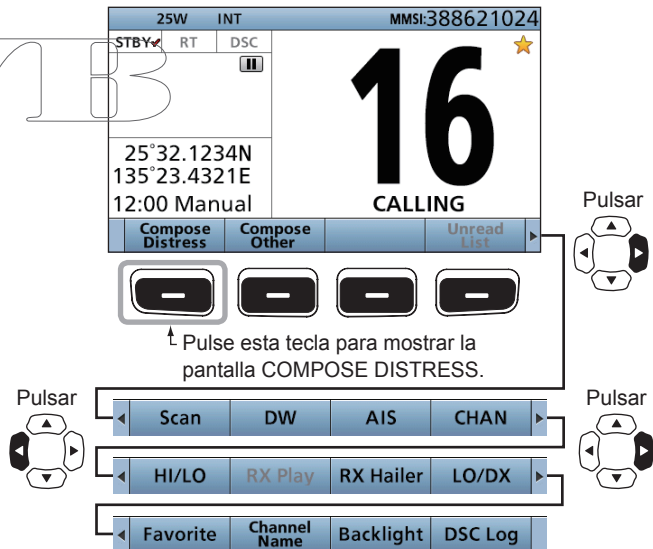 25W INT MMSI:388621024
STBY RT DSC
25°32.1234N
135°23.4321E
12:00 Manual
16
CALLING
Compose Distress Compose Other Unread List
Pulsar
Pulse esta tecla para mostrar la
pantalla COMPOSE DISTRESS.
Pulsar
Pulsar
Scan DW AIS CHAN
HI/LO RX Play RX Hailer LO/DX
Favorite Channel Name Backlight DSC Log